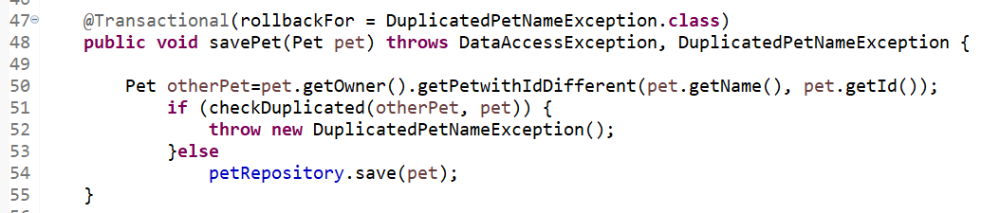 47 @Transactional(rollbackFor = DuplicatedPetNameException.class)
48 public void savePet(Pet pet) throws DataAccessException, DuplicatedPetNameException {
49
50 Pet otherPet=pet.getOwner().getPetwithIdDifferent(pet.getName(), pet.getId());
51 if (checkDuplicated(otherPet, pet)) {
52 throw new DuplicatedPetNameException();
53 }else
54 petRepository.save(pet);
55 }